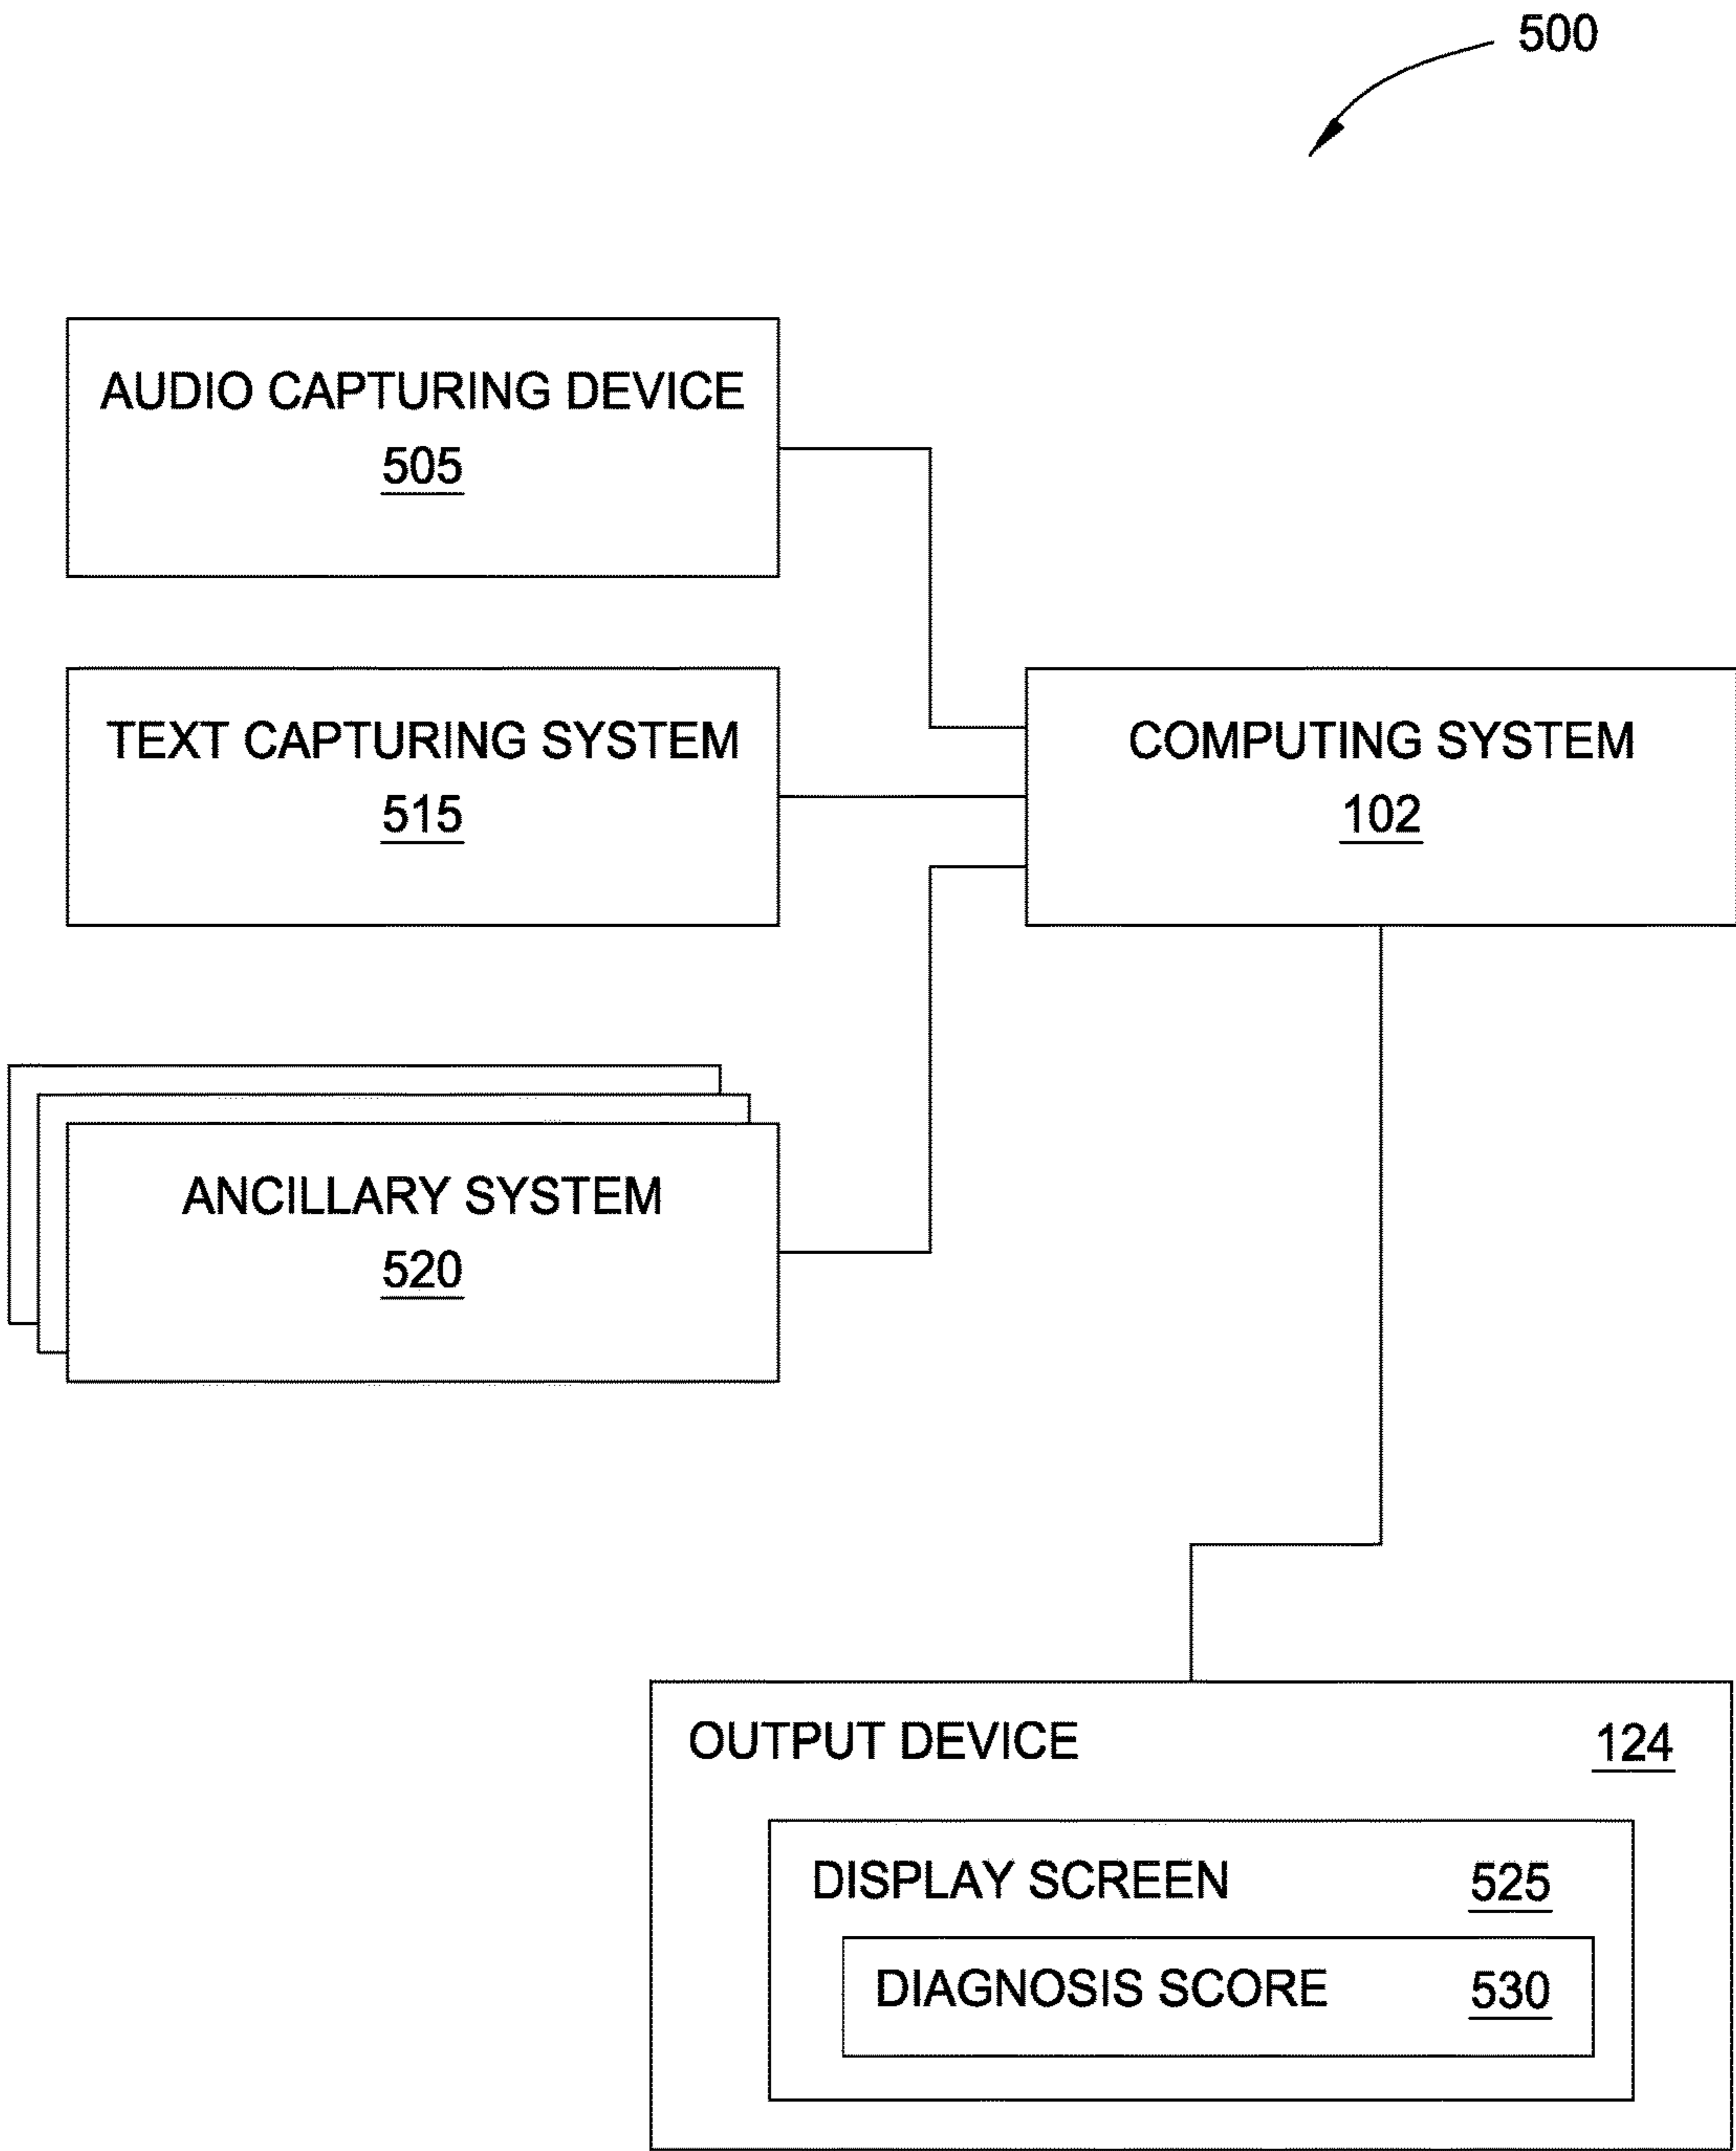 500
AUDIO CAPTURING DEVICE
505
TEXT CAPTURING SYSTEM
515
COMPUTING SYSTEM
102
ANCILLARY SYSTEM
520
OUTPUT DEVICE 124
DISPLAY SCREEN 525
DIAGNOSIS SCORE 530